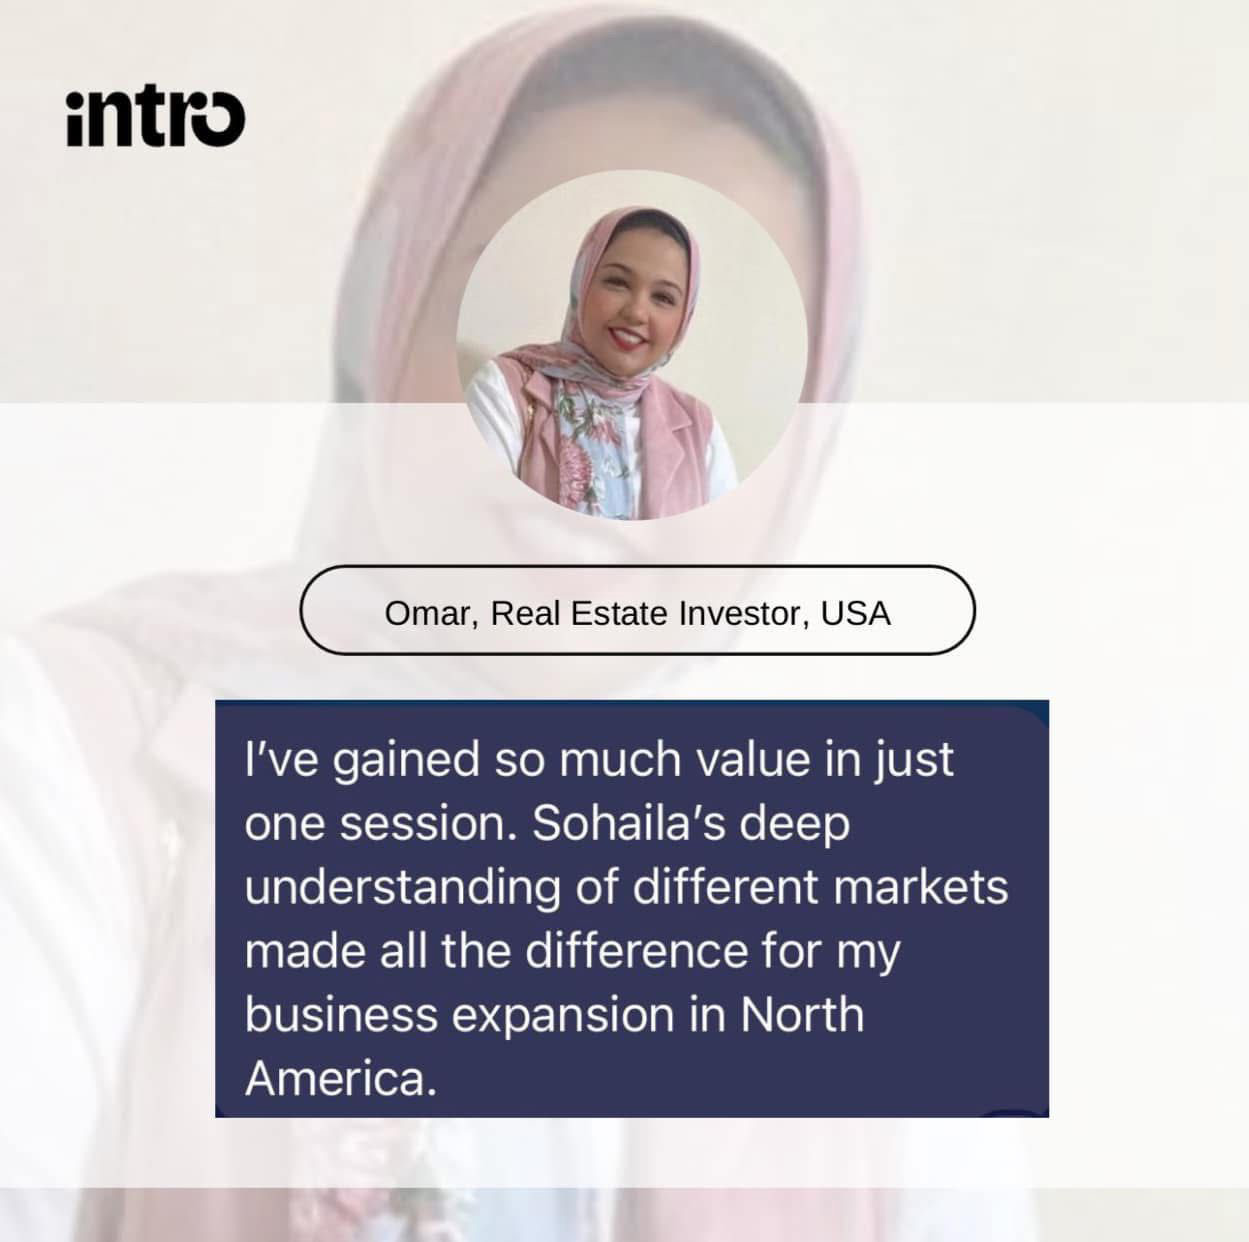 intro
Omar, Real Estate Investor, USA
I’ve gained so much value in just
one session. Sohaila’s deep
understanding of different markets
made all the difference for my
business expansion in North
America.